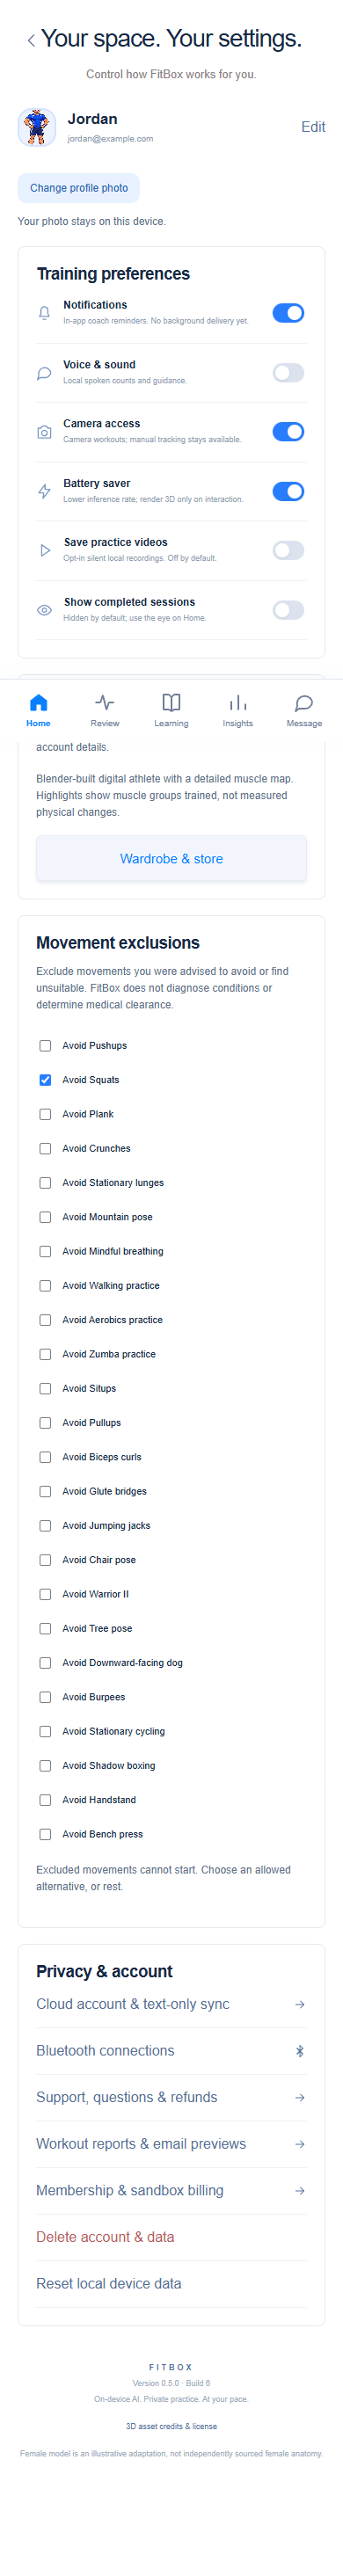 Your space. Your settings.
Control how FitBox works for you.
Jordan
jordan@example.com
Edit
Change profile photo
Your photo stays on this device.
Training preferences
Notifications
In-app coach reminders. No background delivery yet.
Voice & sound
Local spoken counts and guidance.
Camera access
Camera workouts; manual tracking stays available.
Battery saver
Lower inference rate; render 3D only on interaction.
Save practice videos
Opt-in silent local recordings. Off by default.
Show completed sessions
Hidden by default; use the eye on Home.
Home
Review
Learning
Insights
Message
account details.
Blender-built digital athlete with a detailed muscle map.
Highlights show muscle groups trained, not measured
physical changes.
Wardrobe & store
Movement exclusions
Exclude movements you were advised to avoid or find
unsuitable. FitBox does not diagnose conditions or
determine medical clearance.
Avoid Pushups
Avoid Squats
Avoid Plank
Avoid Crunches
Avoid Stationary lunges
Avoid Mountain pose
Avoid Mindful breathing
Avoid Walking practice
Avoid Aerobics practice
Avoid Zumba practice
Avoid Situps
Avoid Pullups
Avoid Biceps curls
Avoid Glute bridges
Avoid Jumping jacks
Avoid Chair pose
Avoid Warrior II
Avoid Tree pose
Avoid Downward-facing dog
Avoid Burpees
Avoid Stationary cycling
Avoid Shadow boxing
Avoid Handstand
Avoid Bench press
Excluded movements cannot start. Choose an allowed
alternative, or rest.
Privacy & account
Cloud account & text-only sync
Bluetooth connections
Support, questions & refunds
Workout reports & email previews
Membership & sandbox billing
Delete account & data
Reset local device data
FITBOX
Version 0.5.0 · Build 6
On-device AI. Private practice. At your pace.
3D asset credits & license
Female model is an illustrative adaptation, not independently sourced female anatomy.